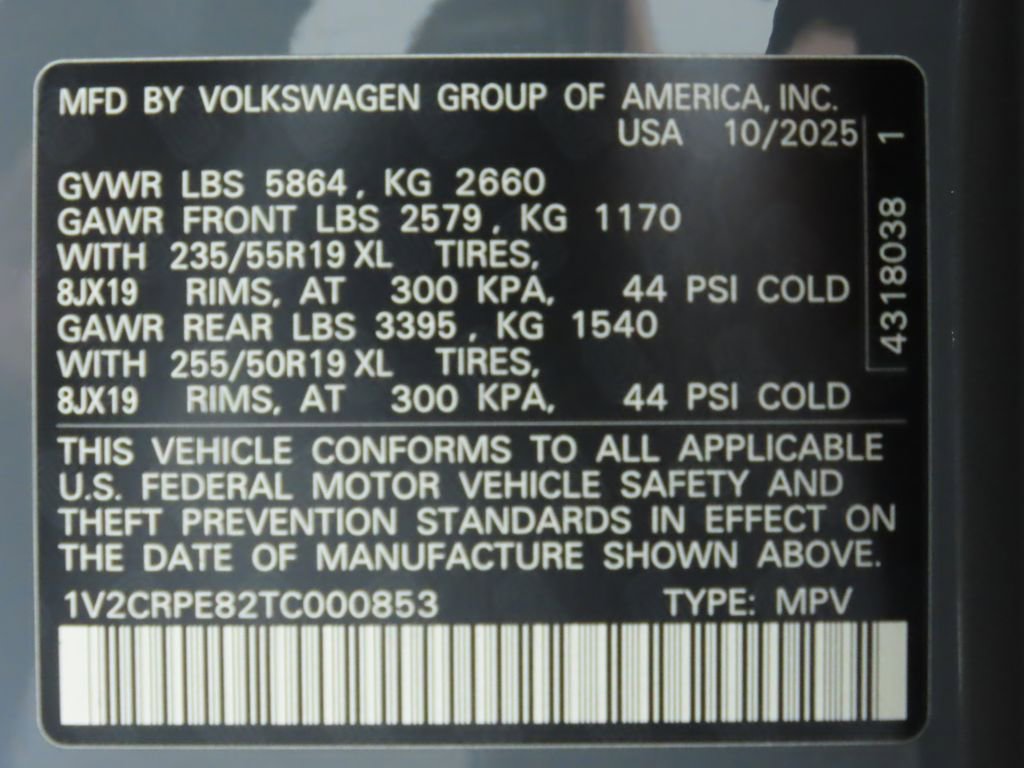 MFD BY VOLKSWAGEN GROUP OF AMERICA, INC.
USA 10/2025
GVWR LBS 5864, KG 2660
GAWR FRONT LBS 2579, KG 1170
WITH 235/55R19 XL TIRES,
8JX19 RIMS, AT 300 KPA, 44 PSI COLD
GAWR REAR LBS 3395, KG 1540
WITH 255/50R19 XL TIRES,
8JX19 RIMS, AT 300 KPA, 44 PSI COLD
4318038 1
THIS VEHICLE CONFORMS TO ALL APPLICABLE
U.S. FEDERAL MOTOR VEHICLE SAFETY AND
THEFT PREVENTION STANDARDS IN EFFECT ON
THE DATE OF MANUFACTURE SHOWN ABOVE.
1V2CRPE82TC000853 TYPE: MPV